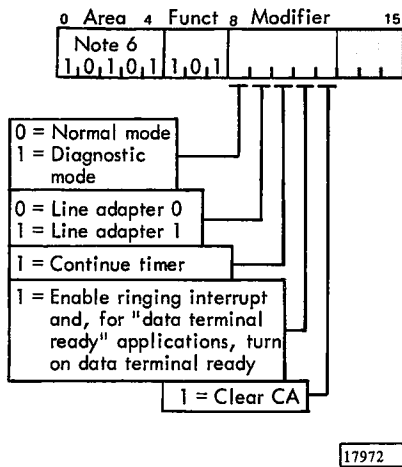 0 Area 4 Funct 8 Modifier 15
Note 6
1 0 1 0 1 1 0 1
0 = Normal mode
1 = Diagnostic
mode
0 = Line adapter 0
1 = Line adapter 1
1 = Continue timer
1 = Enable ringing interrupt
and, for "data terminal
ready" applications, turn
on data terminal ready
1 = Clear CA
17972